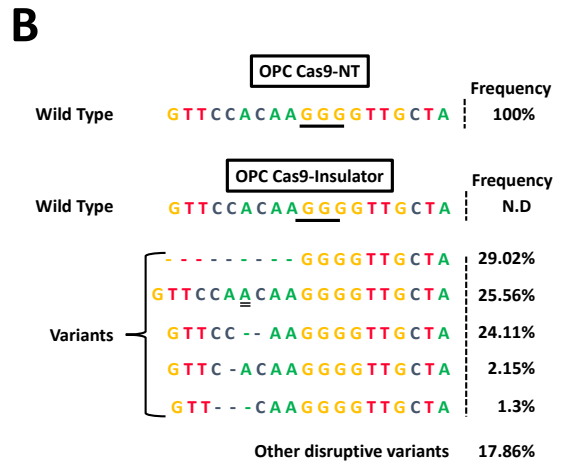 B
OPC Cas9-NT
Frequency
Wild Type GTTCCACAAGGGGTTGCTA 100%
OPC Cas9-Insulator
Frequency
Wild Type GTTCCACAAGGGGTTGCTA N.D
---------GGGGTTGCTA 29.02%
GTTCCAACAAGGGGTTGCTA 25.56%
Variants GTTCC--AAGGGGTTGCTA 24.11%
GTTC-ACAAGGGGTTGCTA 2.15%
GTT---CAAGGGGTTGCTA 1.3%
Other disruptive variants 17.86%